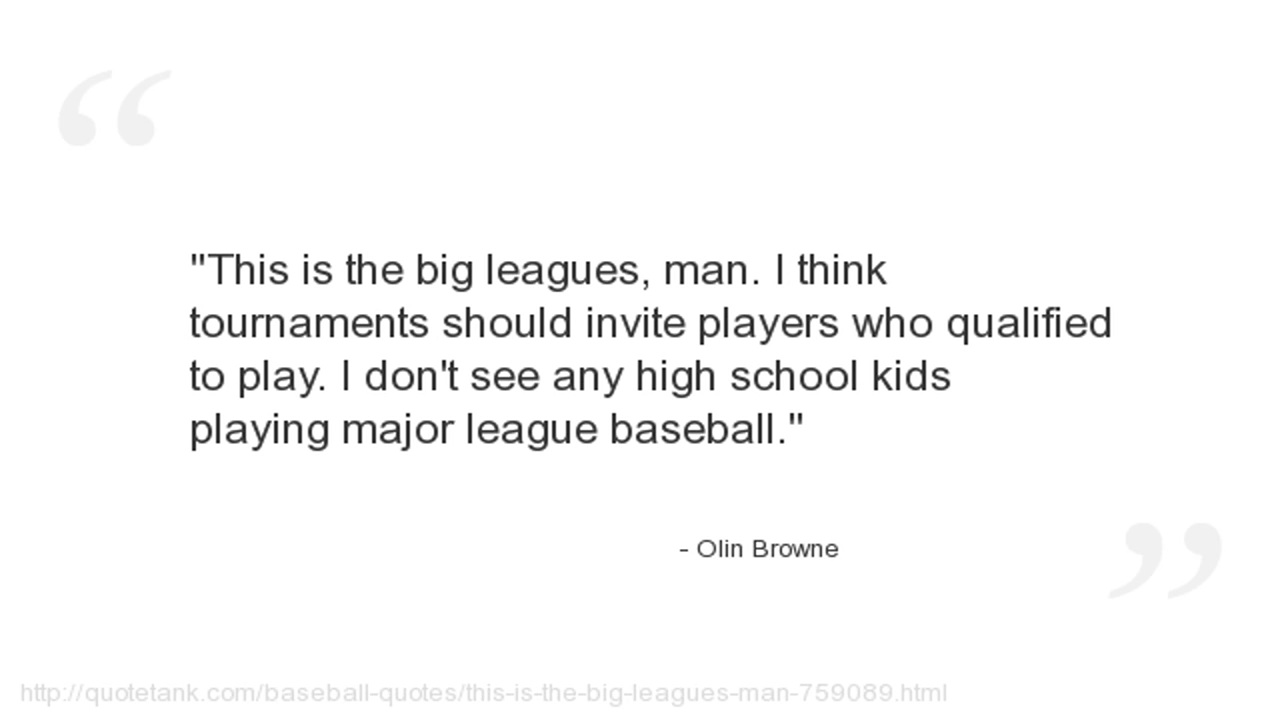 "This is the big leagues, man. I think
tournaments should invite players who qualified
to play. I don't see any high school kids
playing major league baseball."
- Olin Browne
http://quotetank.com/baseball-quotes/this-is-the-big-leagues-man-759089.html